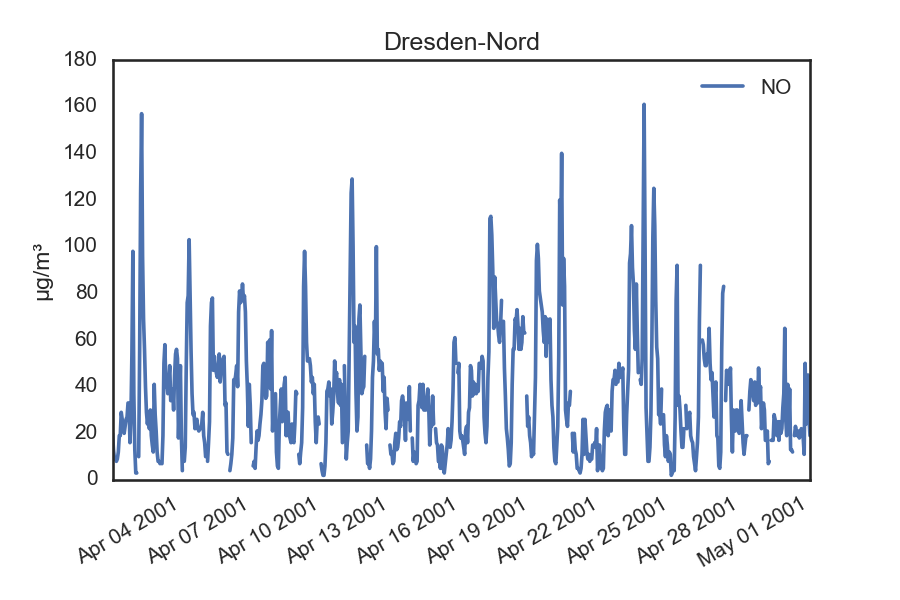 Dresden-Nord
180
160
140
120
100
80
60
40
20
0
µg/m³
NO
Apr 04 2001
Apr 07 2001
Apr 10 2001
Apr 13 2001
Apr 16 2001
Apr 19 2001
Apr 22 2001
Apr 25 2001
Apr 28 2001
May 01 2001